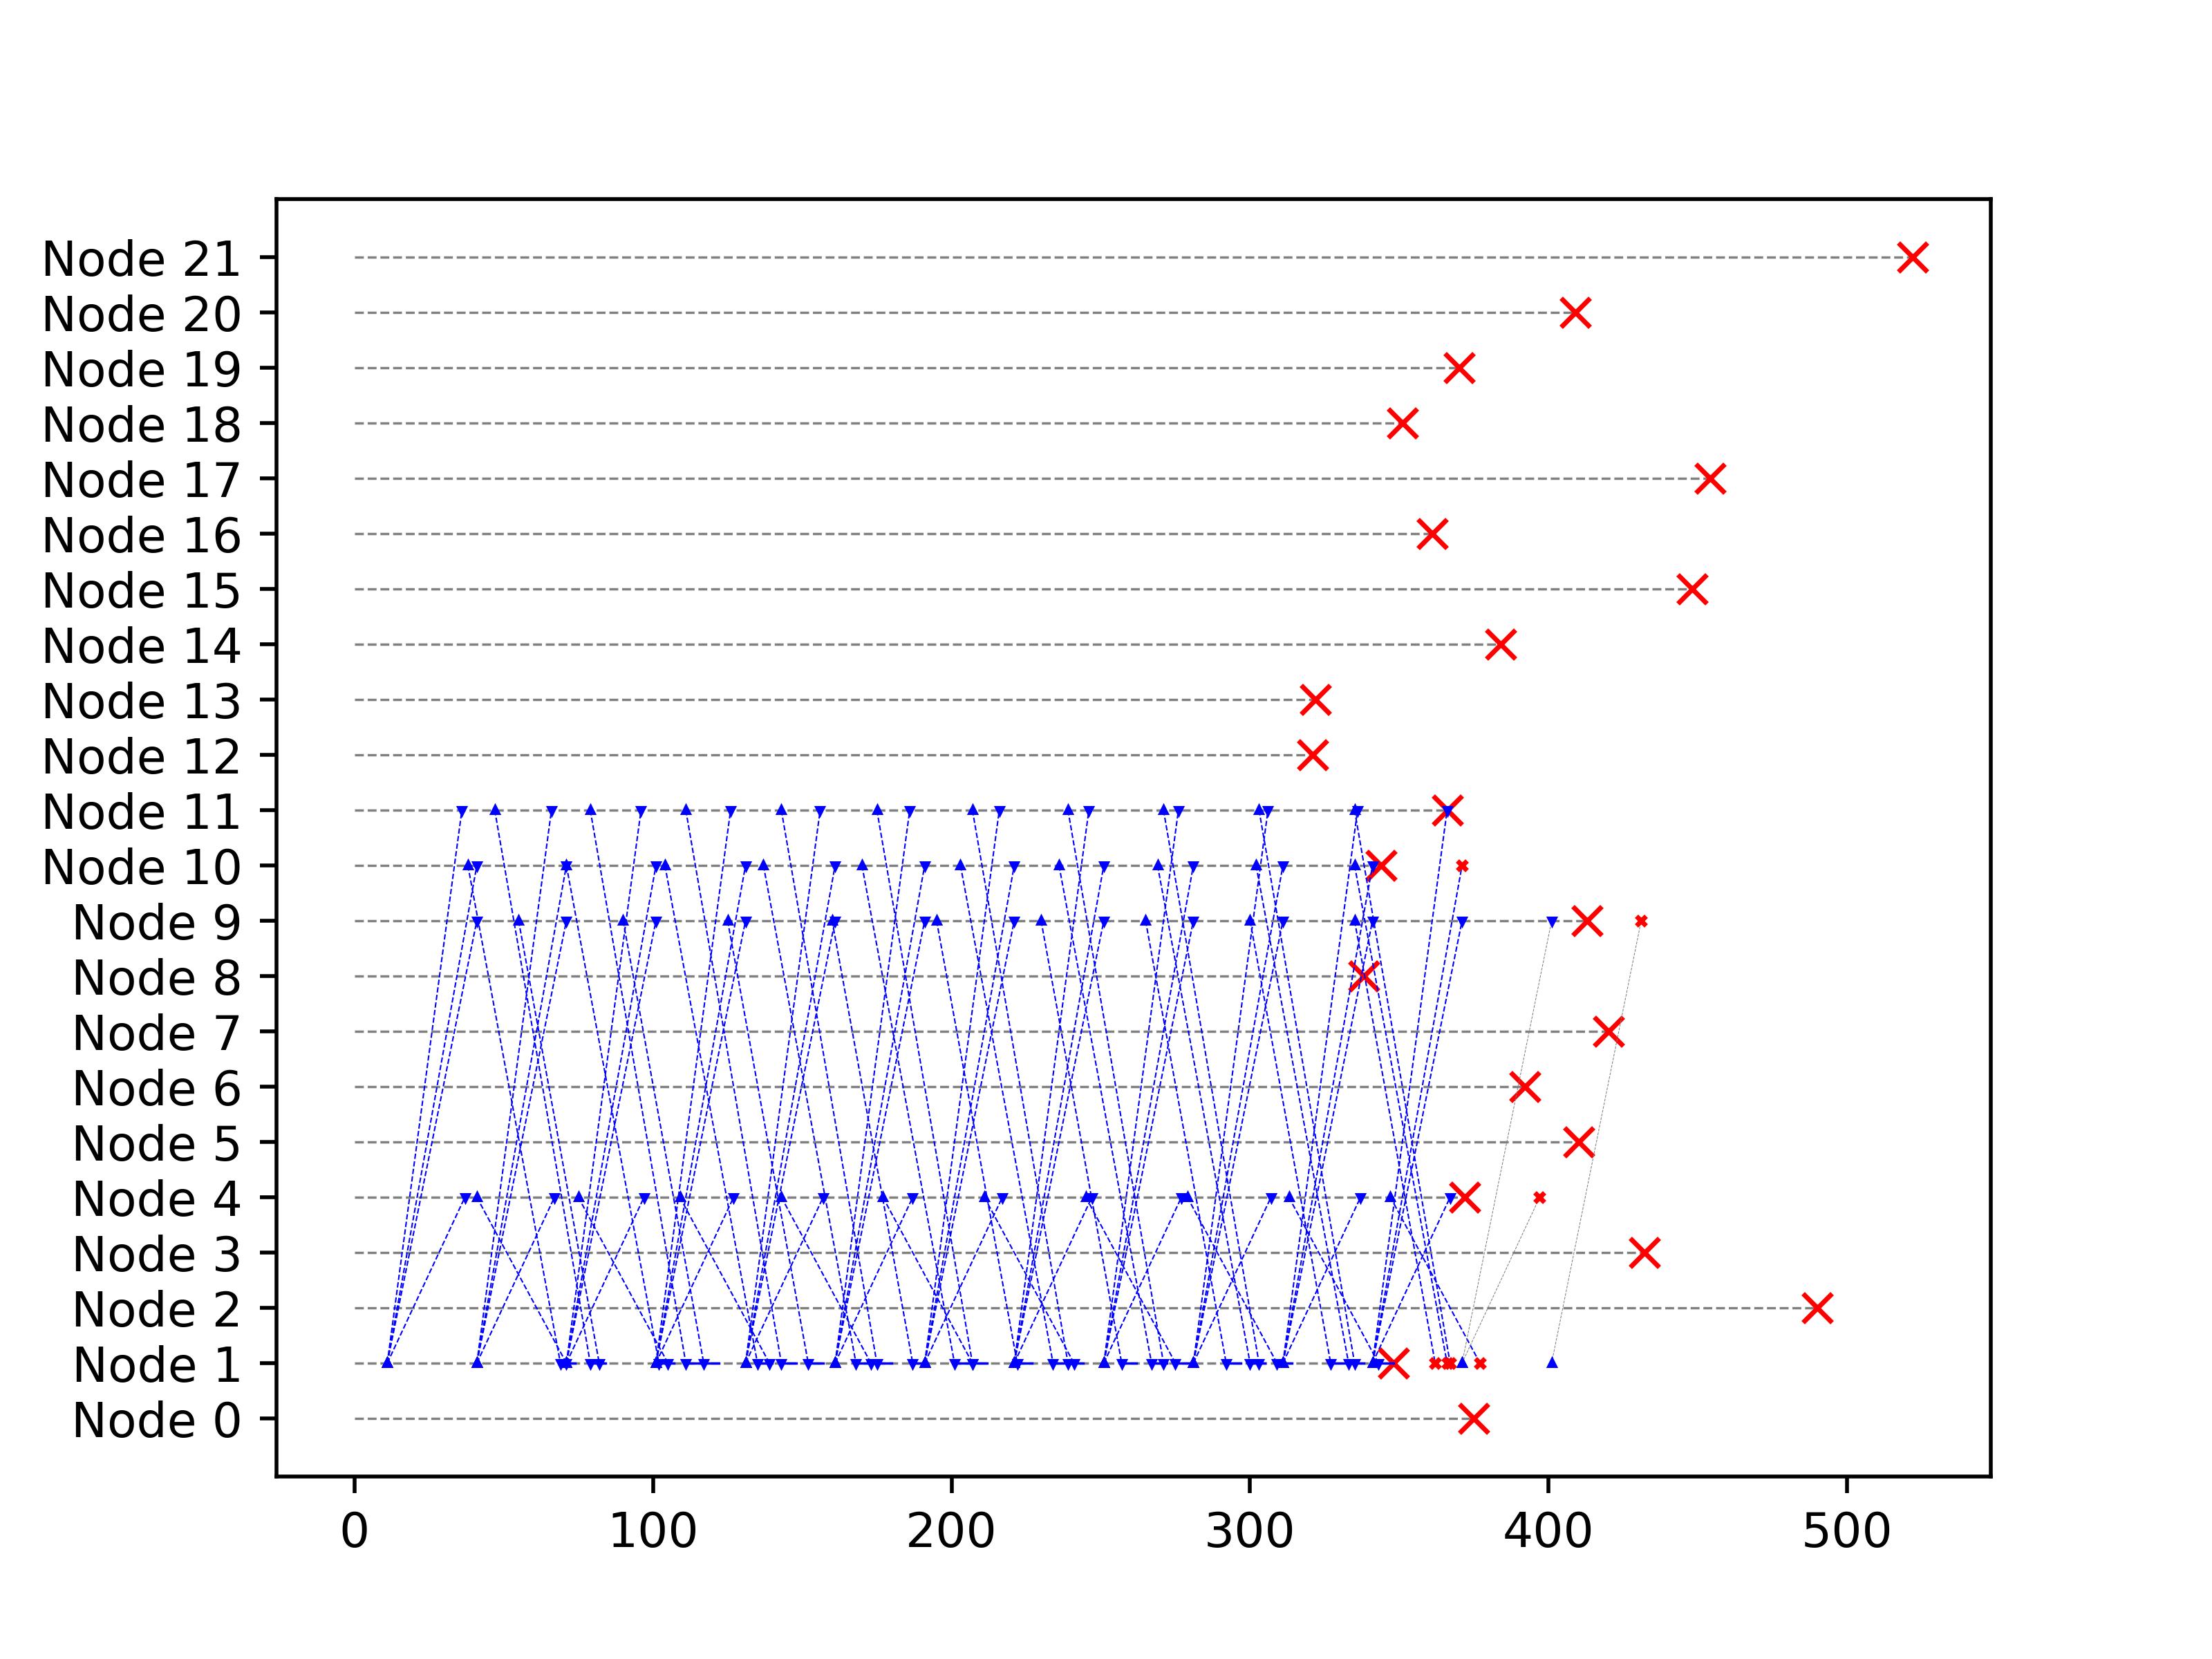 Node 21
Node 20
Node 19
Node 18
Node 17
Node 16
Node 15
Node 14
Node 13
Node 12
Node 11
Node 10
Node 9
Node 8
Node 7
Node 6
Node 5
Node 4
Node 3
Node 2
Node 1
Node 0
0 100 200 300 400 500